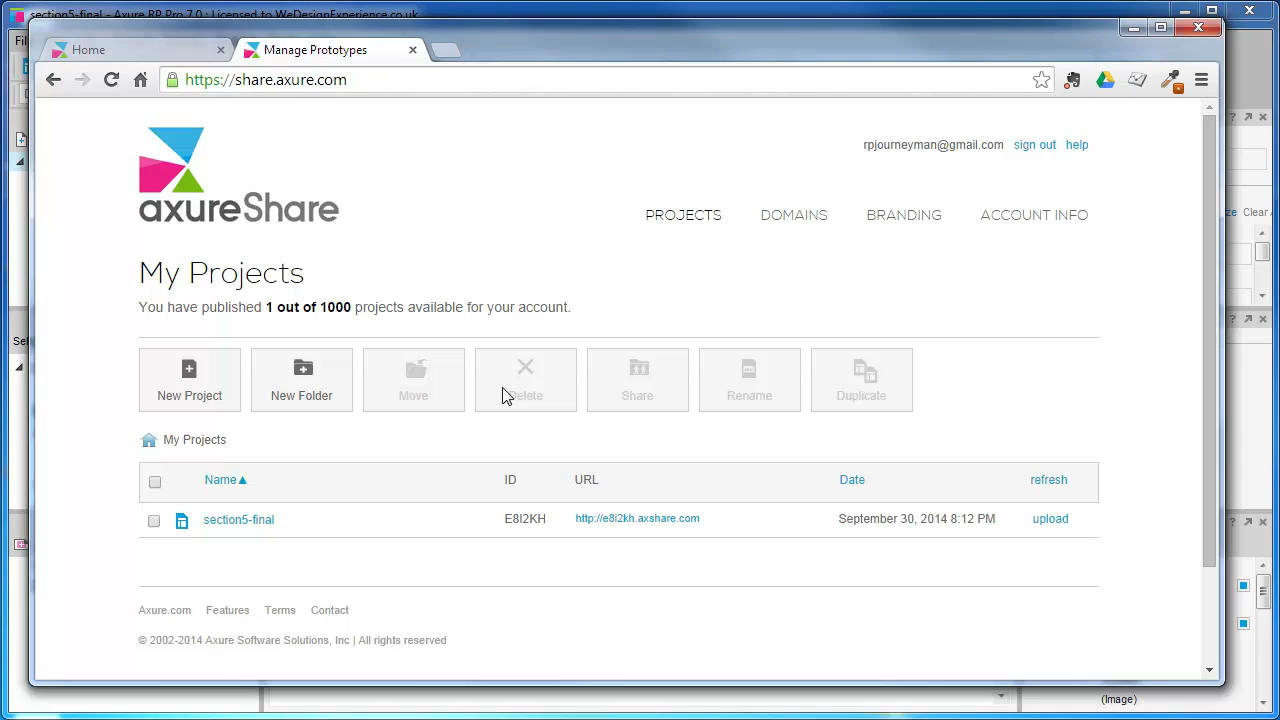 section5-final - Axure RP Pro 7.0 : Licensed to WeDesignExperience.co.uk
Fil
Home
Manage Prototypes
https://share.axure.com
rpjourneyman@gmail.com sign out help
axureShare
PROJECTS DOMAINS BRANDING ACCOUNT INFO
Clear
My Projects
You have published 1 out of 1000 projects available for your account.
Sel
New Project
New Folder
Move
Delete
Share
Rename
Duplicate
My Projects
Name ID URL Date refresh
section5-final E8I2KH http://e8i2kh.axshare.com September 30, 2014 8:12 PM upload
Axure.com Features Terms Contact
© 2002-2014 Axure Software Solutions, Inc | All rights reserved
(Image)